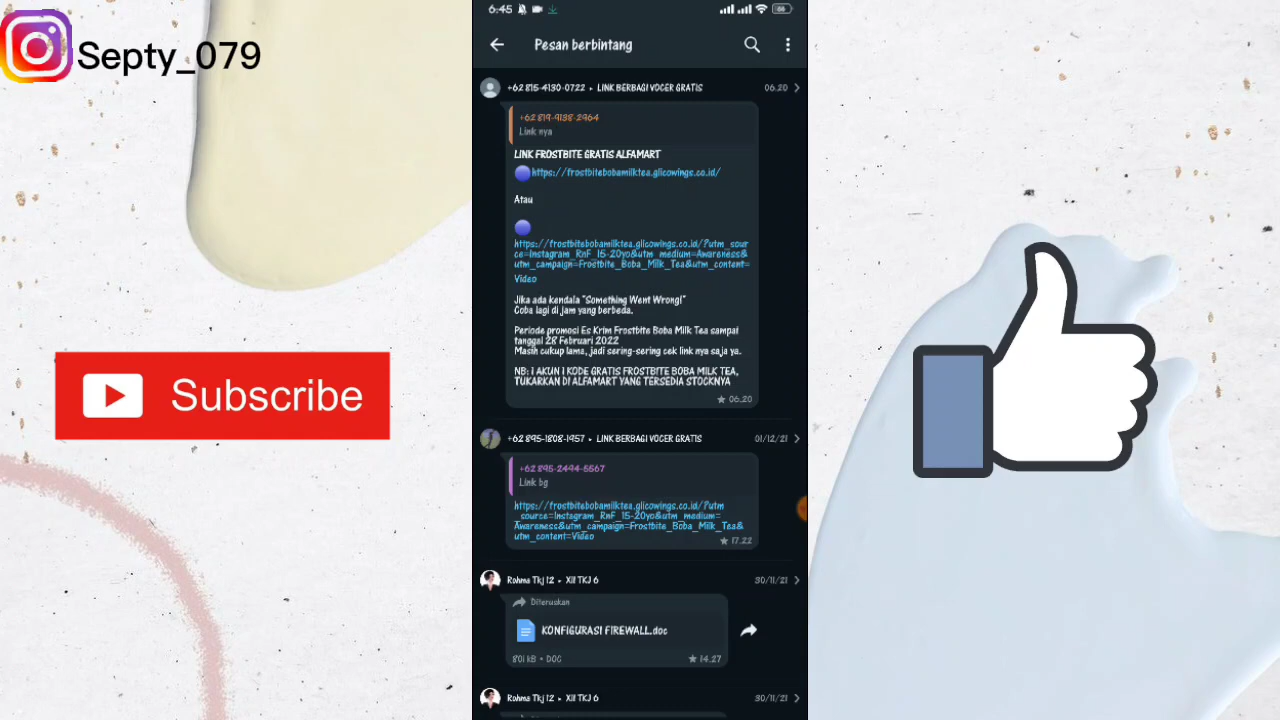 Septy_079
Subscribe
6:45
86
Pesan berbintang
+62 815-4130-0722 ▸ LINK BERBAGI VOCER GRATIS 06.20
+62 819-9138-2964
Link nya
LINK FROSTBITE GRATIS ALFAMART
https://frostbitebobamilktea.glicowings.co.id/
Atau
https://frostbitebobamilktea.glicowings.co.id/?utm_sour
ce=Instagram_RnF_15-20yo&utm_medium=Awareness&
utm_campaign=Frostbite_Boba_Milk_Tea&utm_content=
Video
Jika ada kendala "Something Went Wrong!"
Coba lagi di jam yang berbeda.
Periode promosi Es Krim Frostbite Boba Milk Tea sampai
tanggal 28 Februari 2022
Masih cukup lama, jadi sering-sering cek link nya saja ya.
NB: 1 AKUN 1 KODE GRATIS FROSTBITE BOBA MILK TEA,
TUKARKAN DI ALFAMART YANG TERSEDIA STOCKNYA
★ 06.20
+62 895-1808-1957 ▸ LINK BERBAGI VOCER GRATIS 01/12/21
+62 895-2494-5567
Link bg
https://frostbitebobamilktea.glicowings.co.id/?utm
_source=Instagram_RnF_15-20yo&utm_medium=
Awareness&utm_campaign=Frostbite_Boba_Milk_Tea&
utm_content=Video
★ 17.22
Rohma Tkj 12 ▸ XII TKJ 6 30/11/21
Diteruskan
KONFIGURASI FIREWALL.doc
801 kB • DOC ★ 14.27
Rohma Tkj 12 ▸ XII TKJ 6 30/11/21